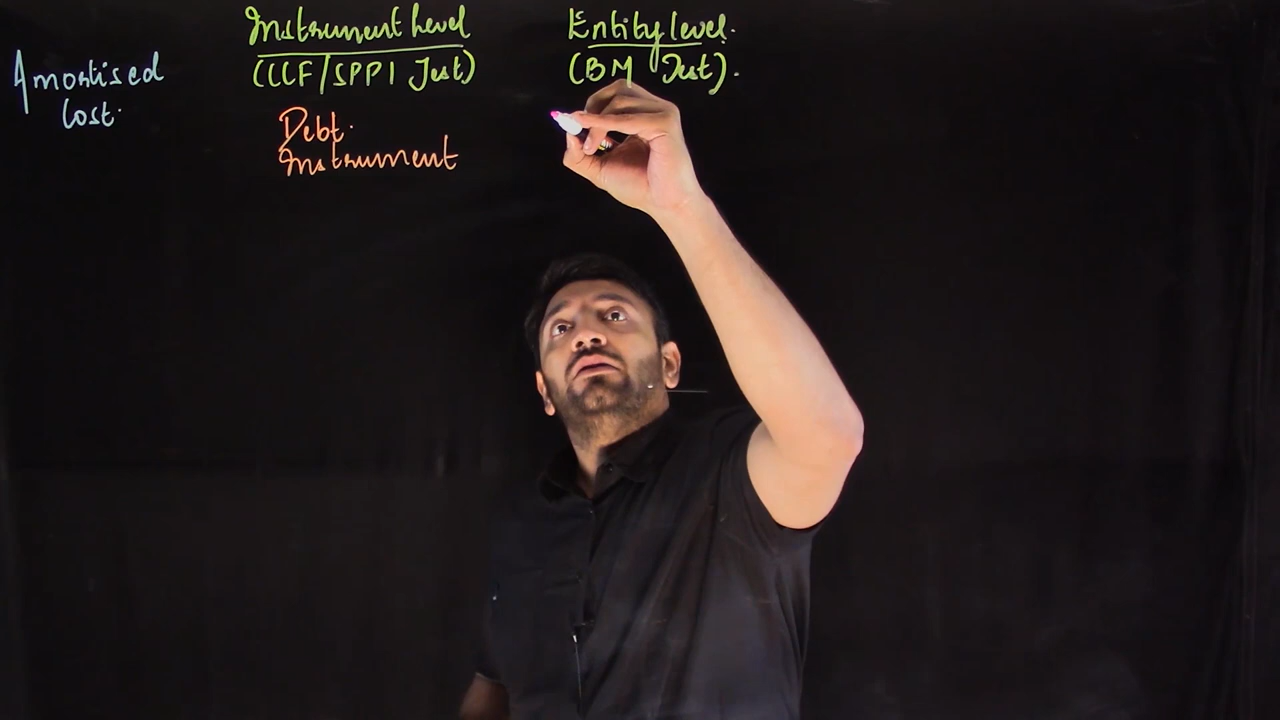 Instrument Level
(CCF/SPPI Test)
Entity level.
(BM Test).
Amortised
Cost.
Debt.
Instrument